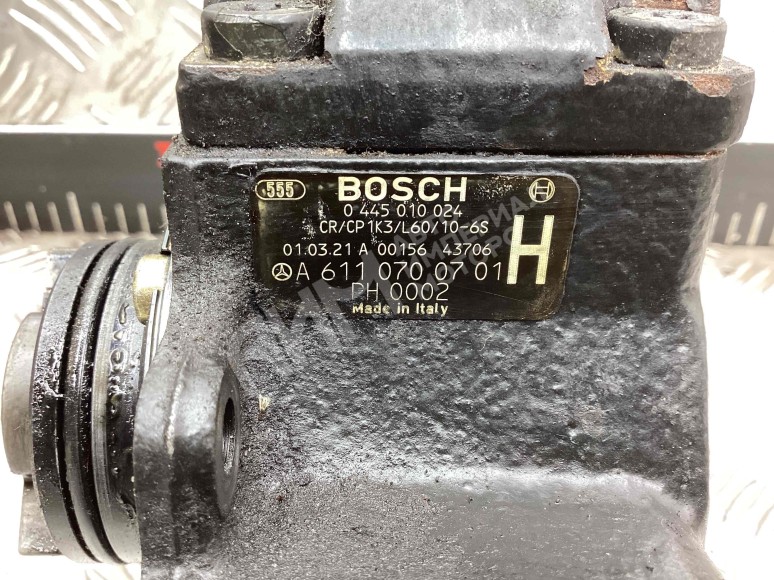 555 BOSCH
0 445 010 024
CR/CP1K3/L60/10-6S
01.03.21 A 00156 43706
A 611 070 07 01 H
PH 0002
Made in Italy